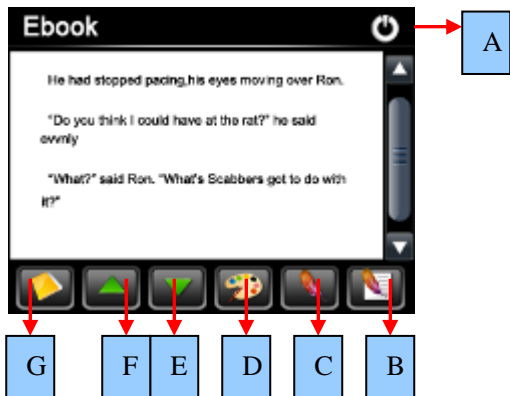 Ebook
A
He had stopped pacing,his eyes moving over Ron.
"Do you think I could have at the rat?" he said
evvnly
"What?" said Ron. "What's Scabbers got to do with
it?"
G
F
E
D
C
B